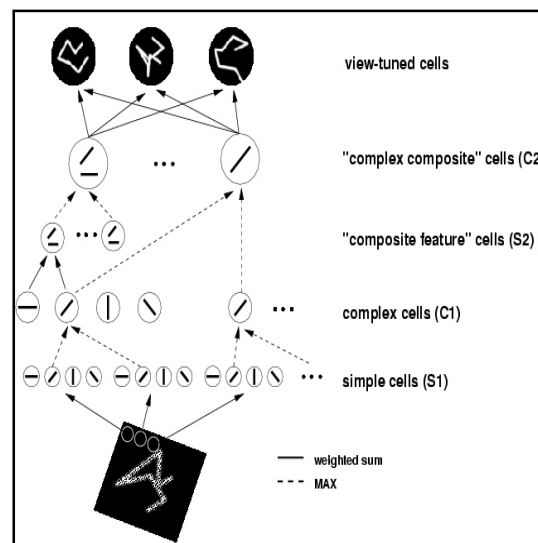 view-tuned cells
"complex composite" cells (C2
"composite feature" cells (S2)
complex cells (C1)
simple cells (S1)
weighted sum
MAX